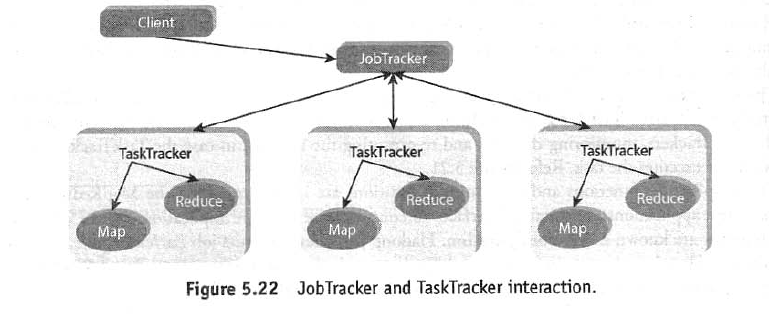 Client
JobTracker
TaskTracker
TaskTracker
TaskTracker
Reduce
Reduce
Reduce
Map
Map
Map
Figure 5.22 JobTracker and TaskTracker interaction.